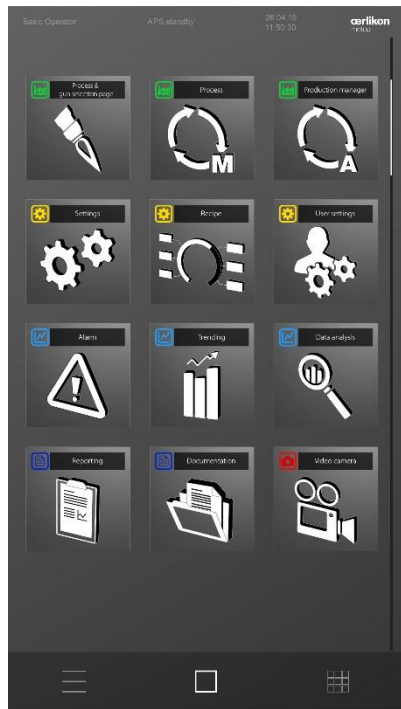 Basic Operator
APS standby
26.04.16
11:50:30
œrlikon
metco
Process &
gun selection page
Process
Production manager
M
A
Settings
Recipe
User settings
Alarm
Trending
Data analysis
Reporting
Documentation
Video camera